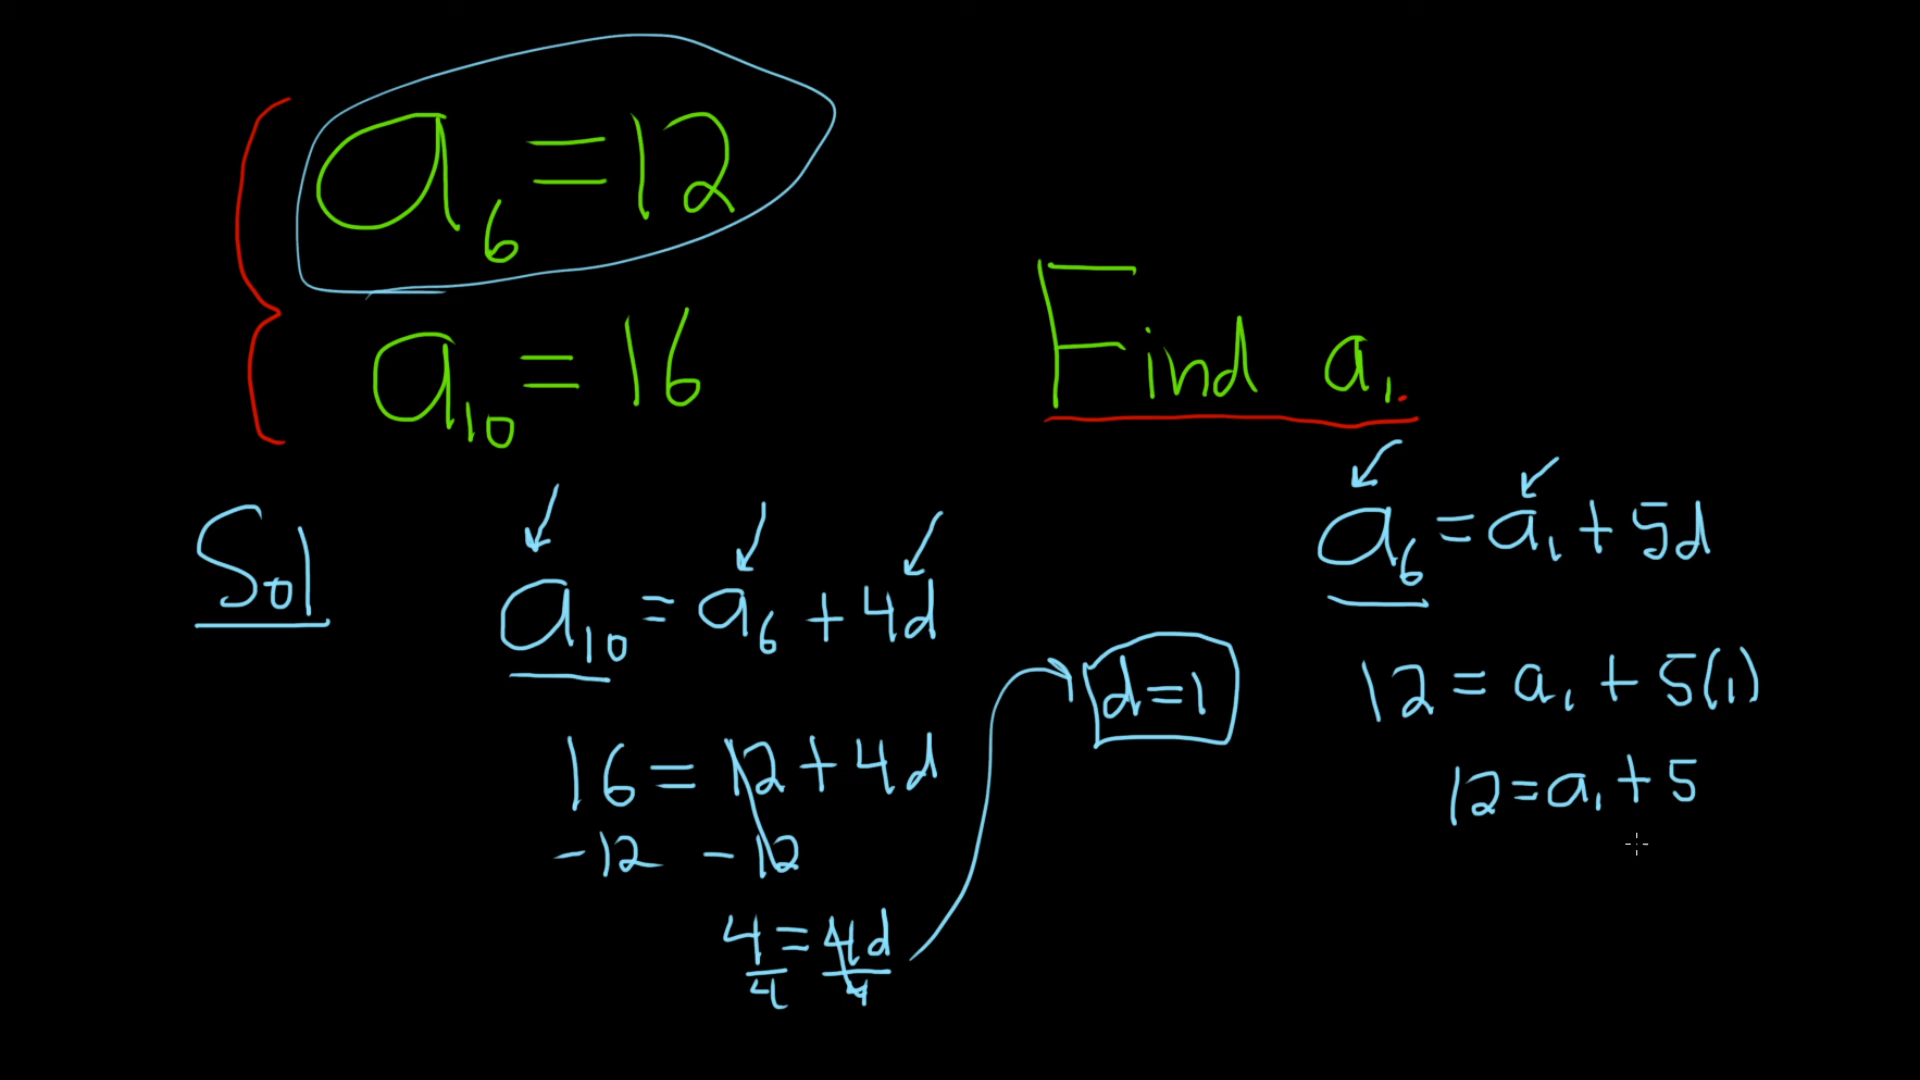 a₆ = 12
a₁₀ = 16
Find a₁.
Sol
a₁₀ = a₆ + 4d
16 = 12 + 4d
-12 -12
4 = 4d
4 4
d = 1
a₆ = a₁ + 5d
12 = a₁ + 5(1)
12 = a₁ + 5